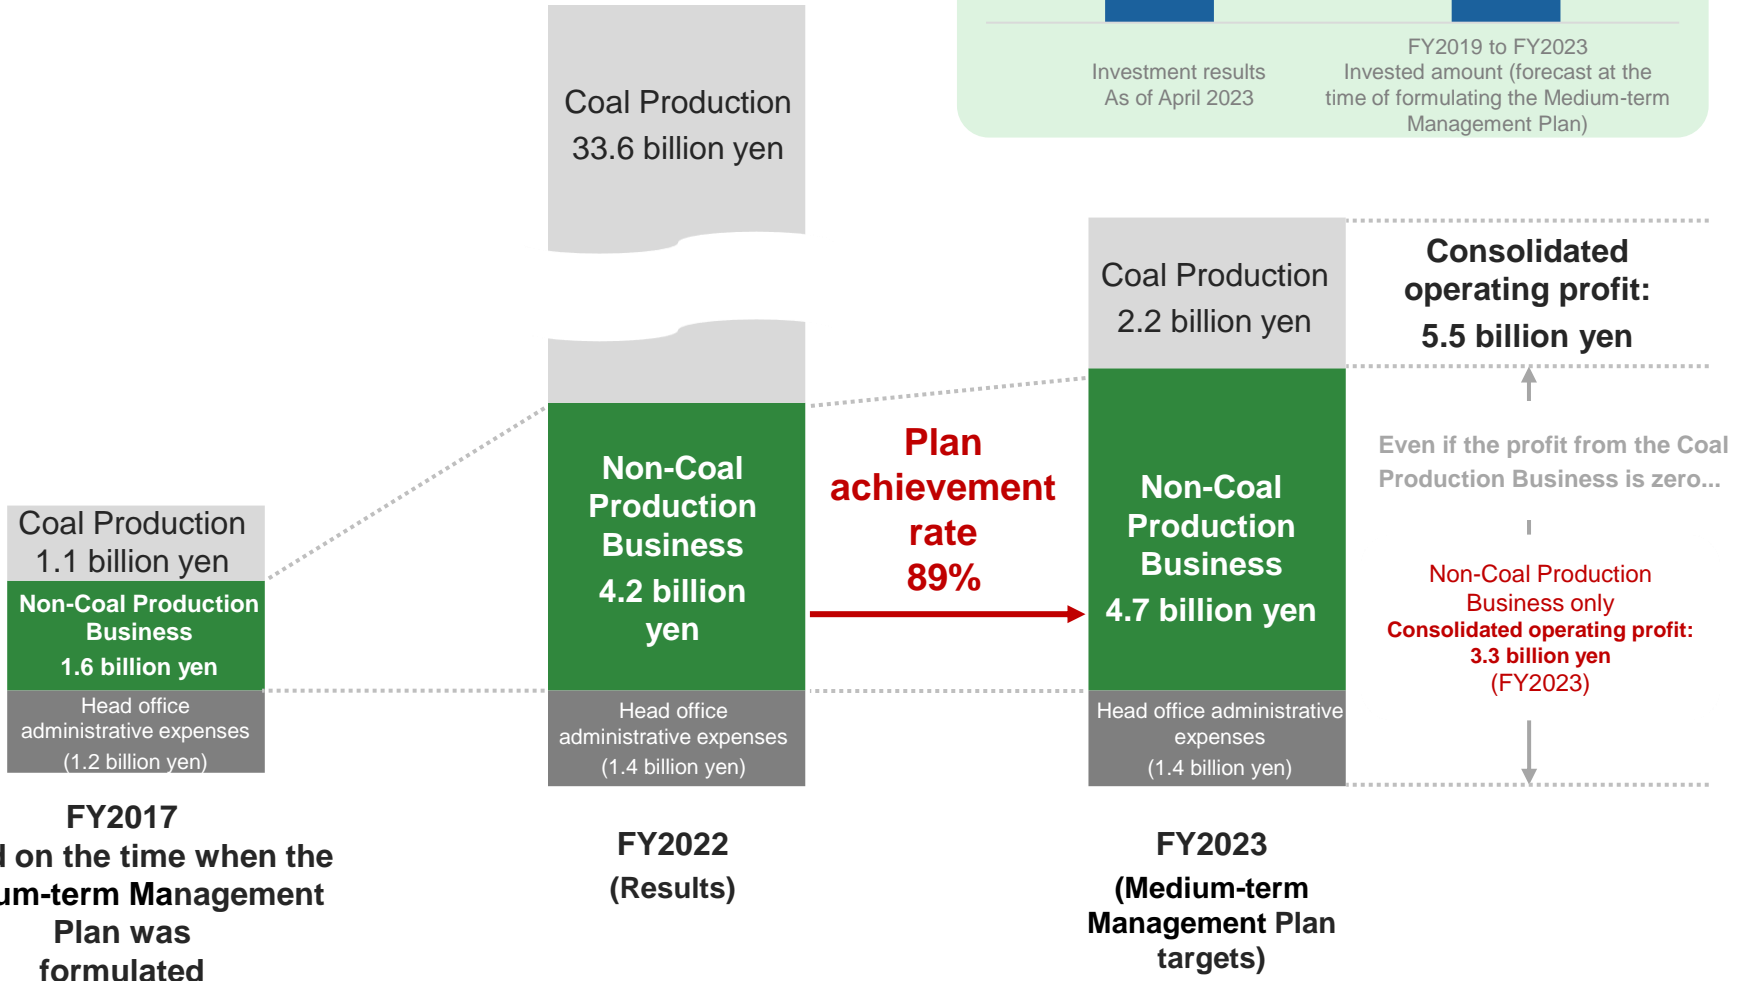 Investment results
As of April 2023
FY2019 to FY2023
Invested amount (forecast at the
time of formulating the Medium-term
Management Plan)
Coal Production
33.6 billion yen
Coal Production
1.1 billion yen
Non-Coal Production
Business
1.6 billion yen
Head office
administrative expenses
(1.2 billion yen)
FY2017
on the time when the
Management
Plan was
formulated
Non-Coal
Production
Business
4.2 billion
yen
Head office
administrative expenses
(1.4 billion yen)
FY2022
(Results)
Plan
achievement
rate
89%
Coal Production
2.2 billion yen
Non-Coal
Production
Business
4.7 billion yen
Head office administrative
expenses
(1.4 billion yen)
FY2023
(Medium-term
Management Plan
targets)
Consolidated
operating profit:
5.5 billion yen
Even if the profit from the Coal
Production Business is zero...
Non-Coal Production
Business only
Consolidated operating profit:
3.3 billion yen
(FY2023)